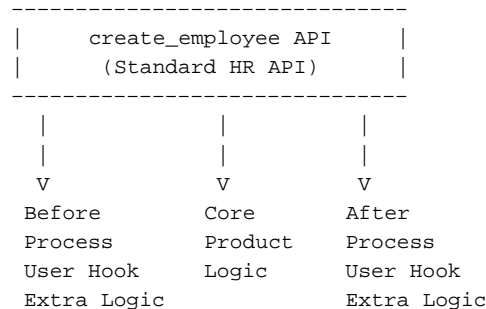 create_employee API
(Standard HR API)
V V V
Before Core After
Process Product Process
User Hook Logic User Hook
Extra Logic Extra Logic